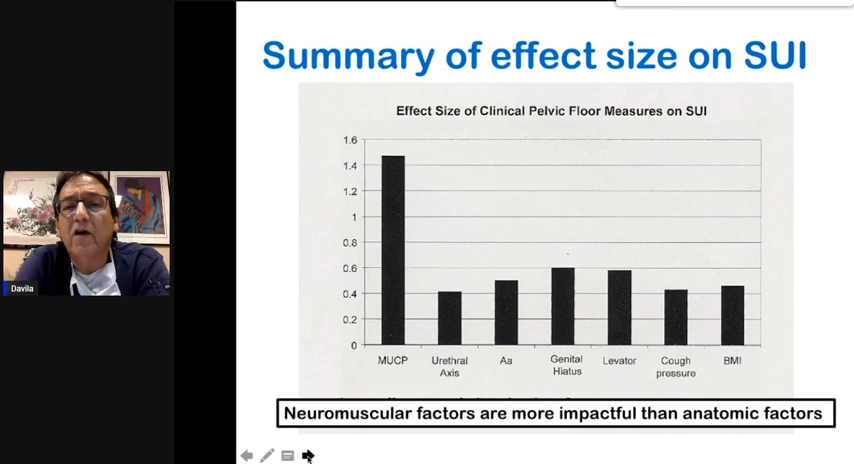 Summary of effect size on SUI
Effect Size of Clinical Pelvic Floor Measures on SUI
1.6
1.4
1.2
1
0.8
0.6
0.4
0.2
0
MUCP
Urethral
Axis
Aa
Genital
Hiatus
Levator
Cough
pressure
BMI
Neuromuscular factors are more impactful than anatomic factors
Davila